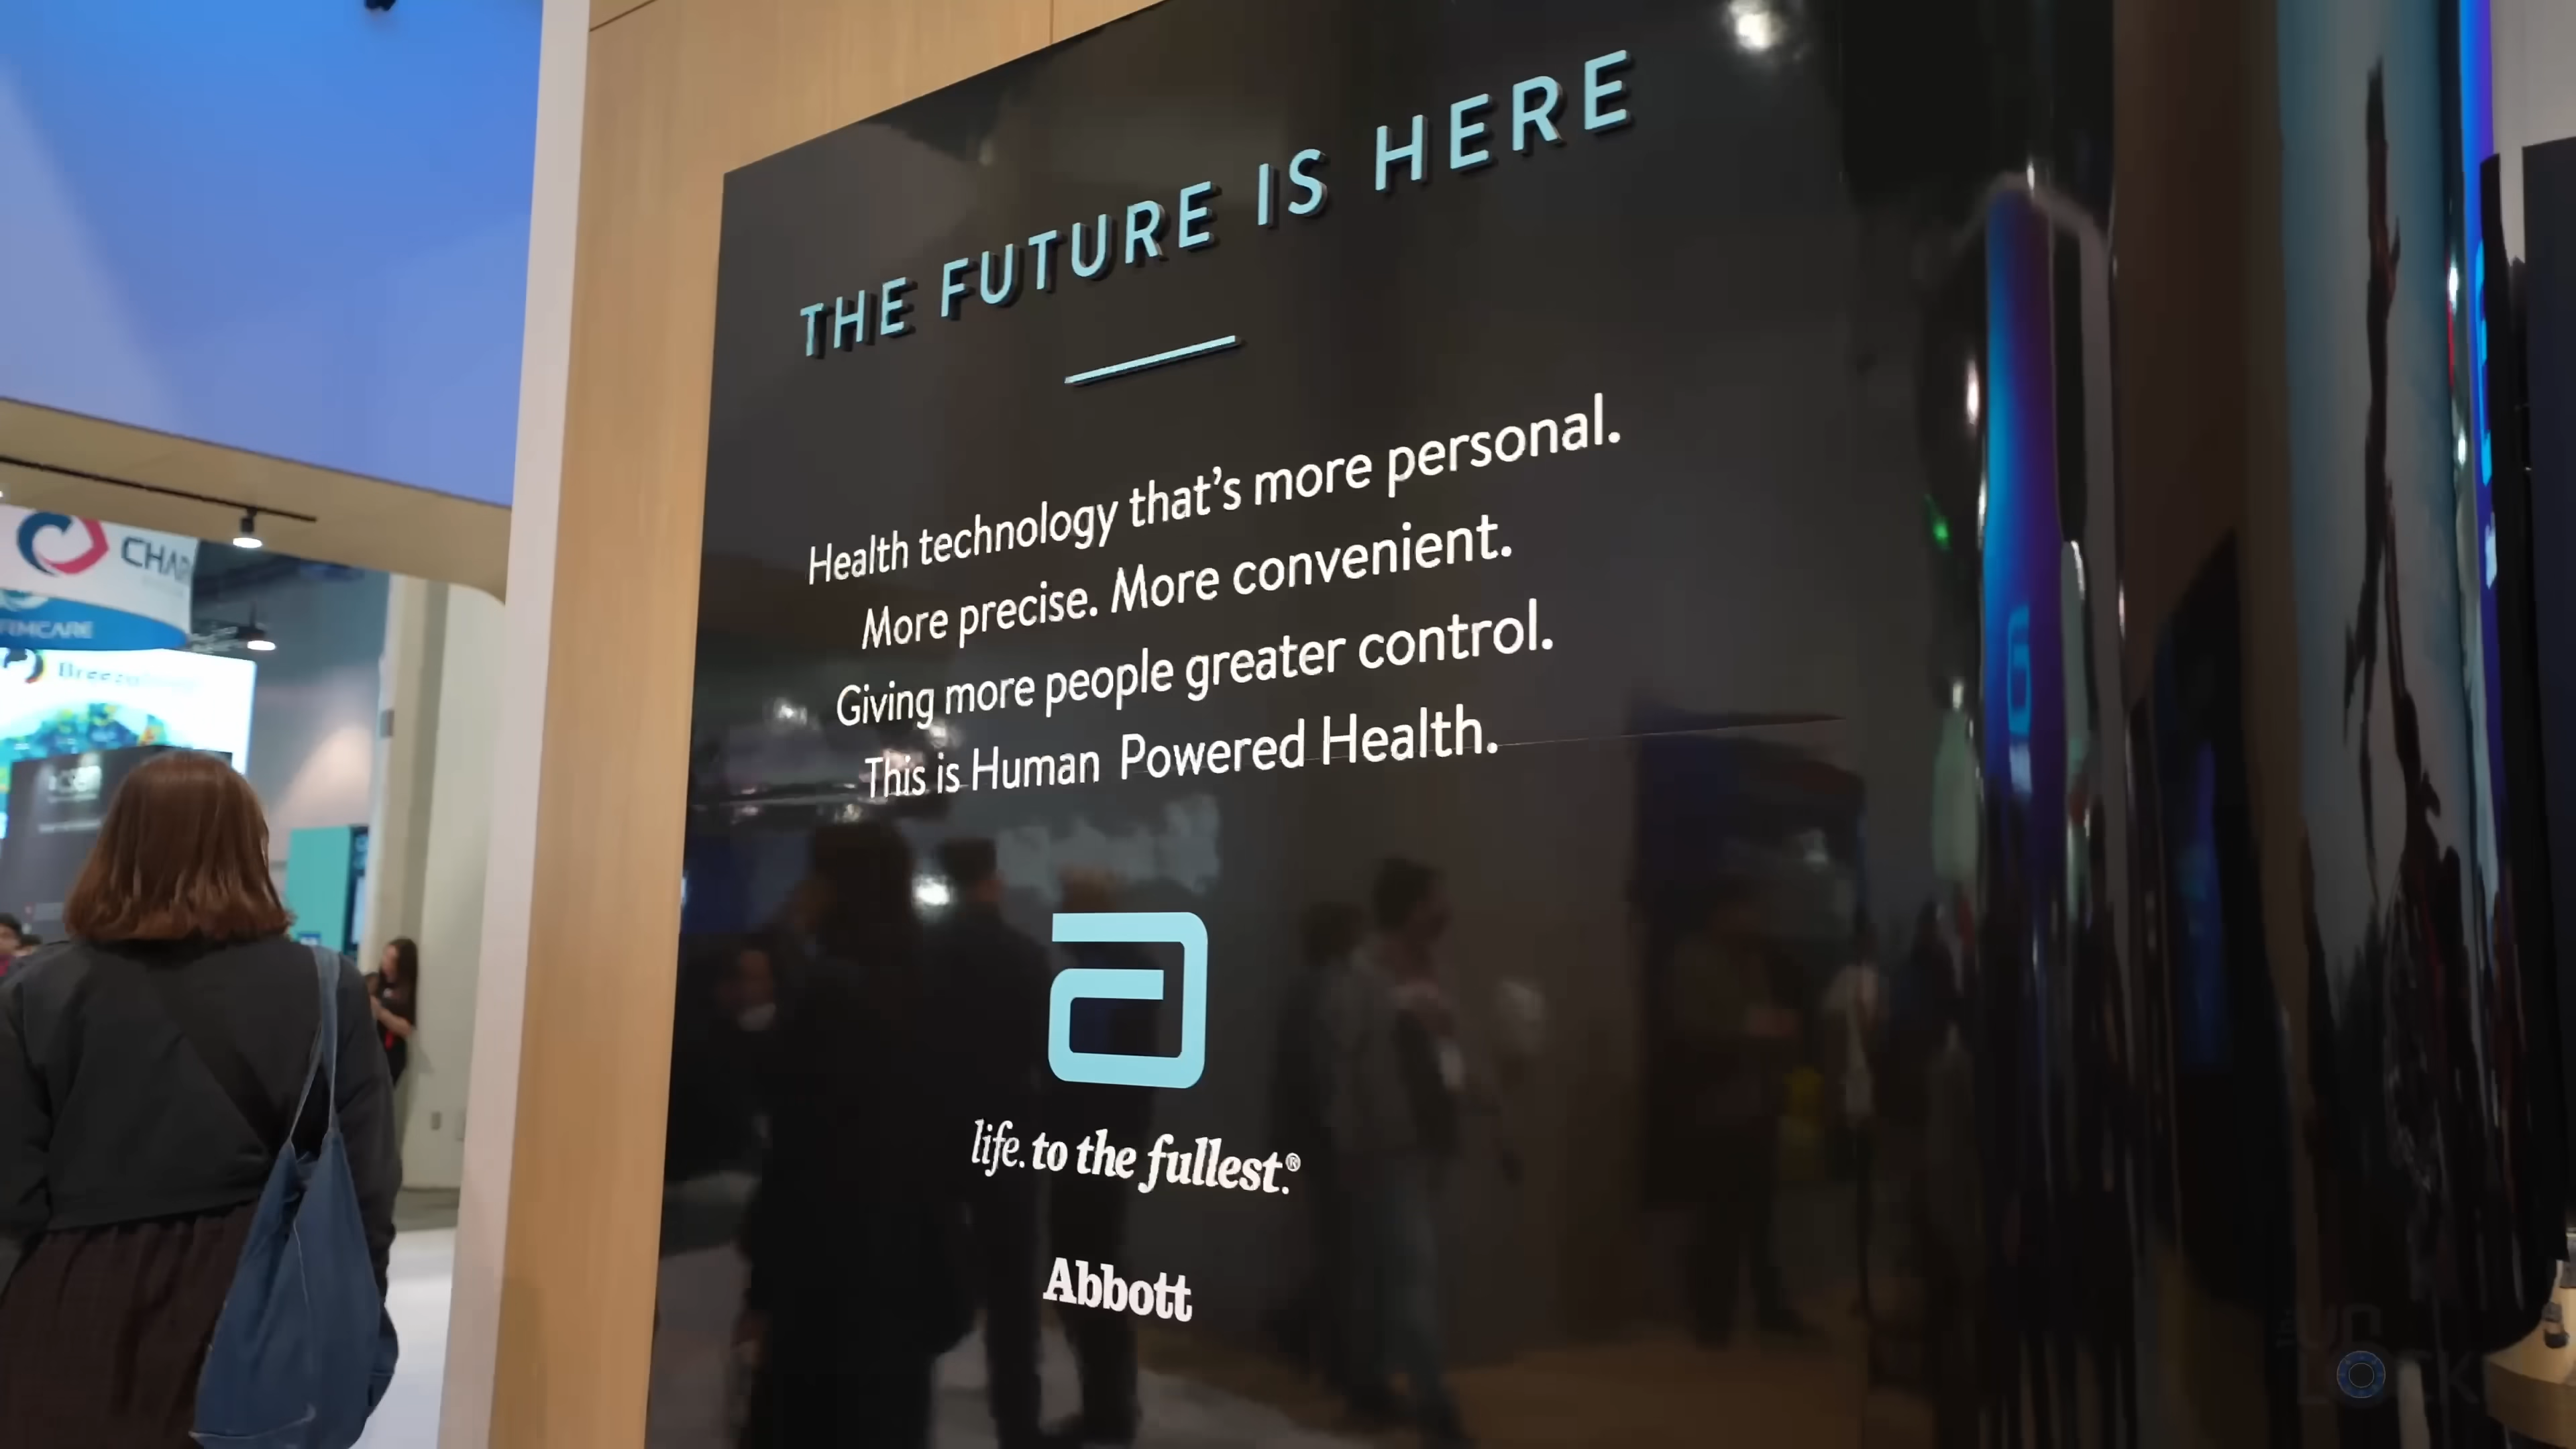 THE FUTURE IS HERE
Health technology that's more personal.
More precise. More convenient.
Giving more people greater control.
This is Human Powered Health.
life. to the fullest.®
Abbott